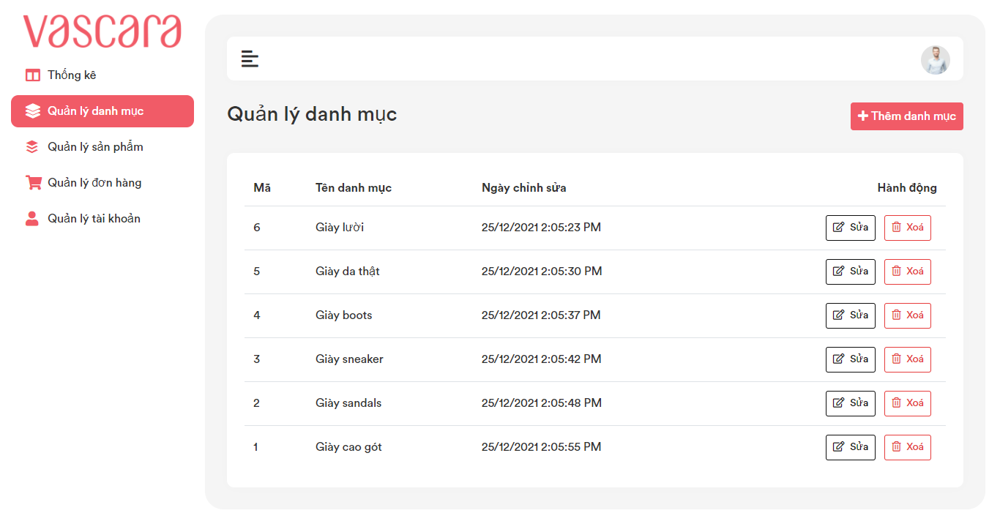 vascara
Thống kê
Quản lý danh mục
Quản lý sản phẩm
Quản lý đơn hàng
Quản lý tài khoản
Quản lý danh mục
Thêm danh mục
Mã Tên danh mục Ngày chỉnh sửa Hành động
6 Giày lười 25/12/2021 2:05:23 PM Sửa Xoá
5 Giày da thật 25/12/2021 2:05:30 PM Sửa Xoá
4 Giày boots 25/12/2021 2:05:37 PM Sửa Xoá
3 Giày sneaker 25/12/2021 2:05:42 PM Sửa Xoá
2 Giày sandals 25/12/2021 2:05:48 PM Sửa Xoá
1 Giày cao gót 25/12/2021 2:05:55 PM Sửa Xoá